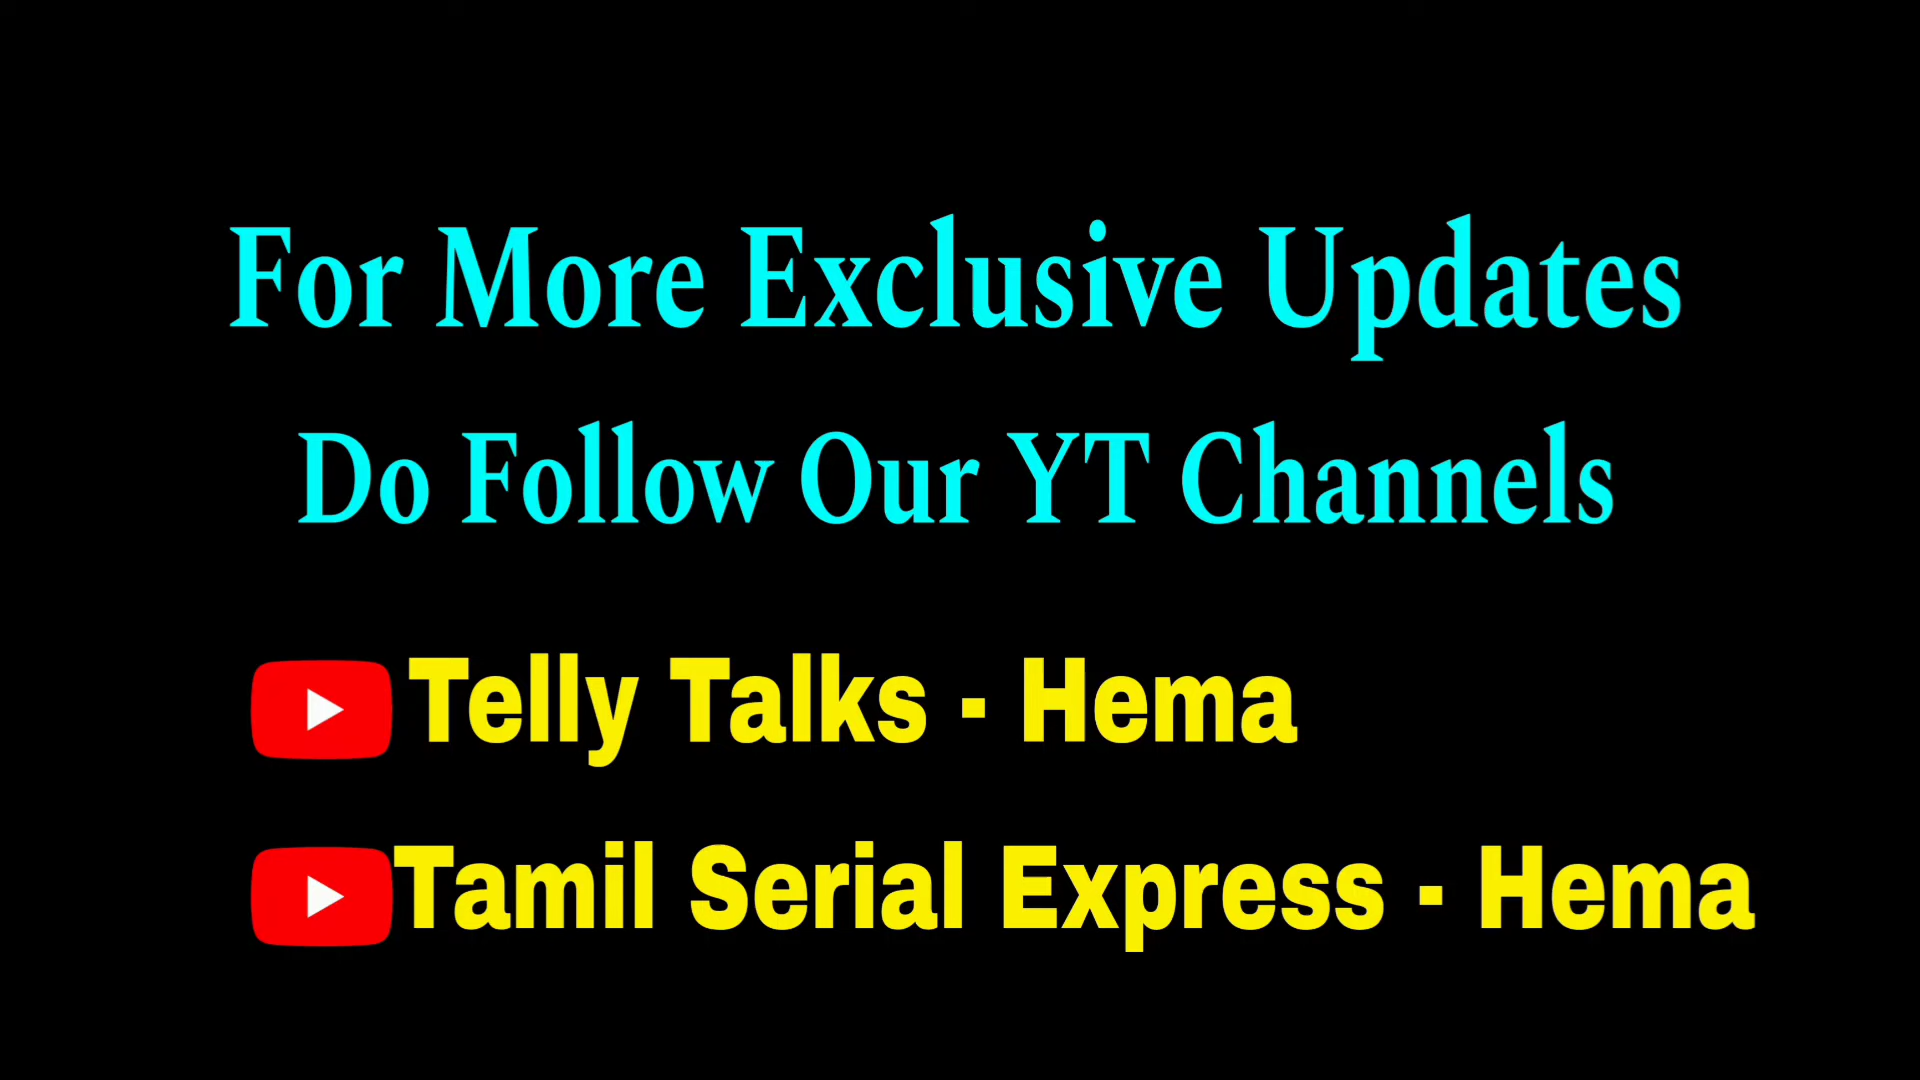 For More Exclusive Updates
Do Follow Our YT Channels
Telly Talks - Hema
Tamil Serial Express - Hema